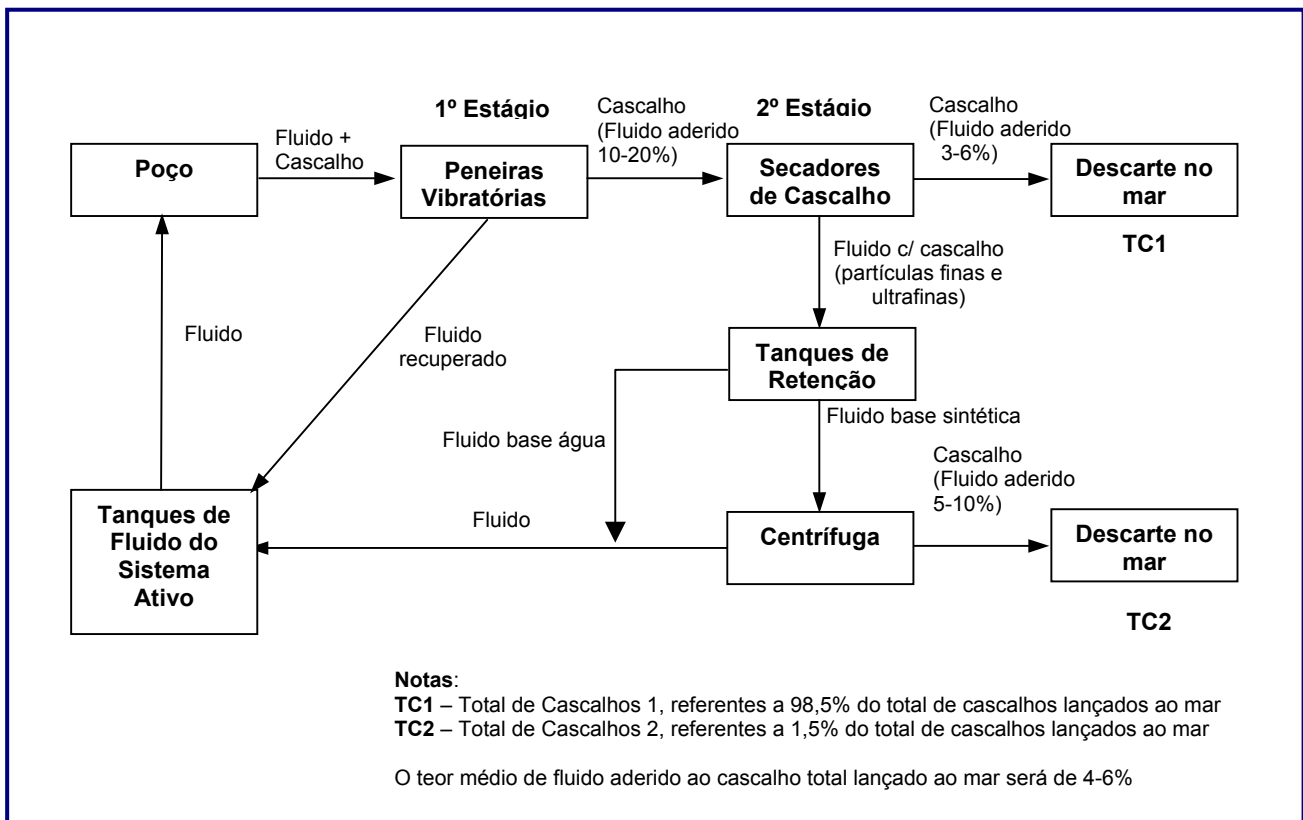 1º Estágio
Cascalho
(Fluido aderido
10-20%)
2º Estágio
Cascalho
(Fluido aderido
3-6%)
Fluido +
Cascalho
Poço
Peneiras
Vibratórias
Secadores
de Cascalho
Descarte no
mar
TC1
Fluido c/ cascalho
(partículas finas e
ultrafinas)
Fluido
Fluido
recuperado
Tanques de
Retenção
Fluido base água
Fluido base sintética
Cascalho
(Fluido aderido
5-10%)
Tanques de
Fluido do
Sistema
Ativo
Fluido
Centrífuga
Descarte no
mar
TC2
Notas:
TC1 – Total de Cascalhos 1, referentes a 98,5% do total de cascalhos lançados ao mar
TC2 – Total de Cascalhos 2, referentes a 1,5% do total de cascalhos lançados ao mar
O teor médio de fluido aderido ao cascalho total lançado ao mar será de 4-6%